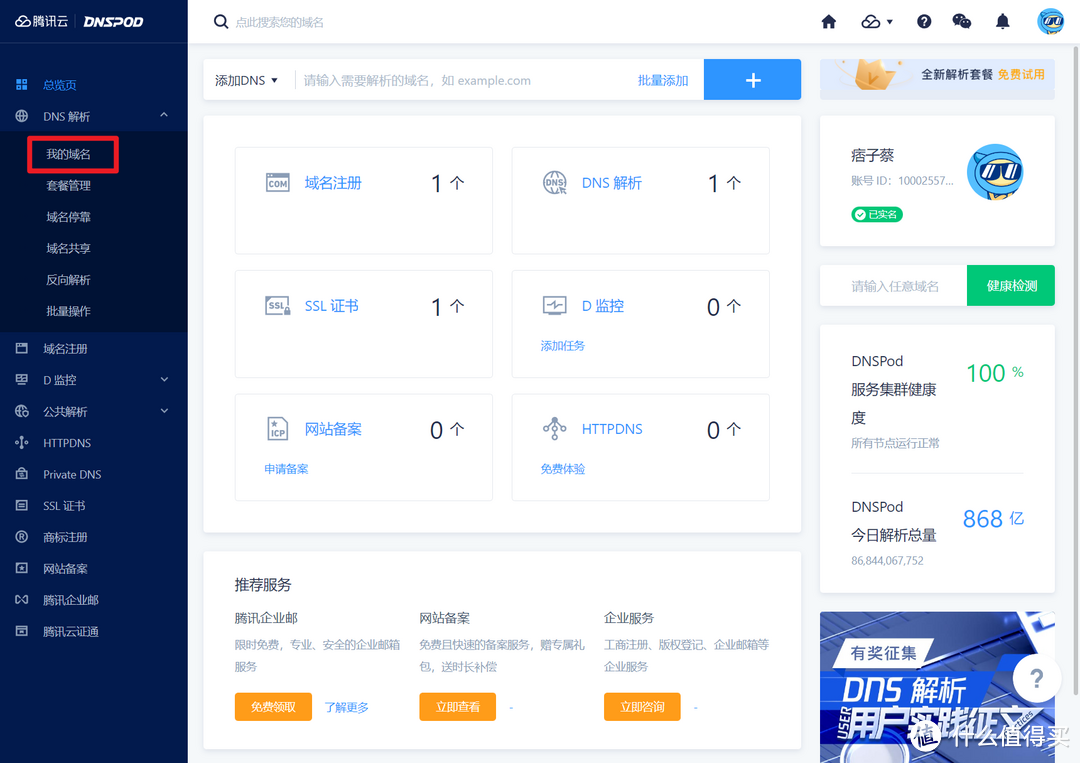 腾讯云 DNSPOD
点此搜索您的域名
总览页
DNS 解析
我的域名
套餐管理
域名停靠
域名共享
反向解析
批量操作
域名注册
D 监控
公共解析
HTTPDNS
Private DNS
SSL 证书
商标注册
网站备案
腾讯企业邮
腾讯云证通
添加DNS
请输入需要解析的域名，如 example.com
批量添加
+
COM 域名注册 1 个
DNS DNS 解析 1 个
SSL SSL 证书 1 个
D 监控 0 个
添加任务
ICP 网站备案 0 个
申请备案
HTTPDNS 0 个
免费体验
推荐服务
腾讯企业邮
限时免费，专业、安全的企业邮箱
服务
免费领取 了解更多
网站备案
免费且快速的备案服务，赠专属礼
包，送时长补偿
立即查看 -
企业服务
工商注册、版权登记、企业邮箱等
企业服务
立即咨询 -
全新解析套餐 免费试用
痞子蔡
账号 ID：10002557...
已实名
请输入任意域名
健康检测
DNSPod
服务集群健康
度
100 %
所有节点运行正常
DNSPod
今日解析总量
868 亿
86,844,067,752
有奖征集
DNS 解析
USER
用户实践征文
?
值 什么值得买